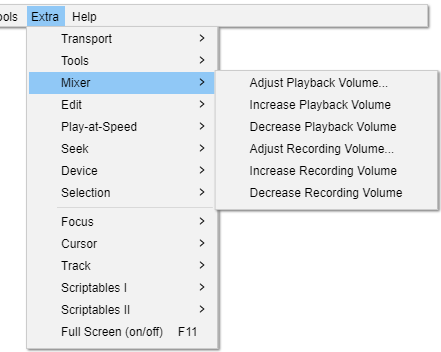 ools Extra Help
Transport >
Tools >
Mixer >
Adjust Playback Volume...
Increase Playback Volume
Decrease Playback Volume
Adjust Recording Volume...
Increase Recording Volume
Decrease Recording Volume
Edit >
Play-at-Speed >
Seek >
Device >
Selection >
Focus >
Cursor >
Track >
Scriptables I >
Scriptables II >
Full Screen (on/off) F11